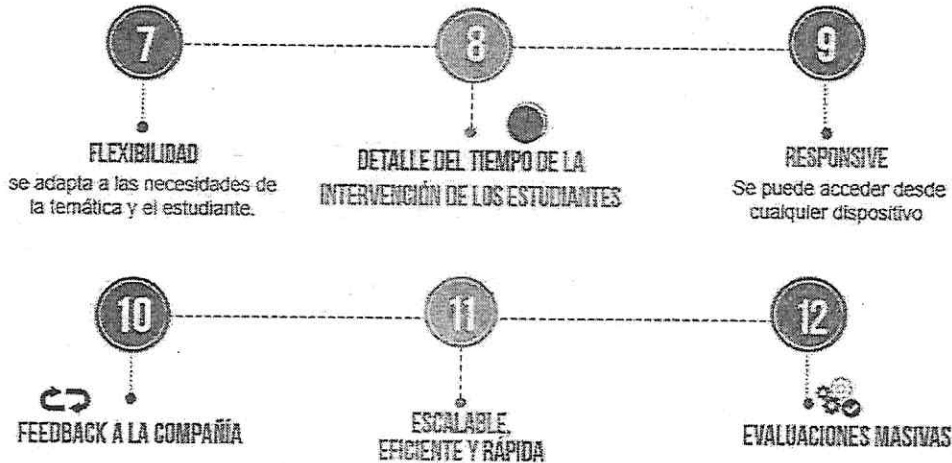 7
8
9
FLEXIBILIDAD
se adapta a las necesidades de
la temática y el estudiante.
DETALLE DEL TIEMPO DE LA
INTERVENCIÓN DE LOS ESTUDIANTES
RESPONSIVE
Se puede acceder desde
cualquier dispositivo
10
11
12
FEEDBACK A LA COMPAÑÍA
ESCALABLE,
EFICIENTE Y RÁPIDA
EVALUACIONES MASIVAS